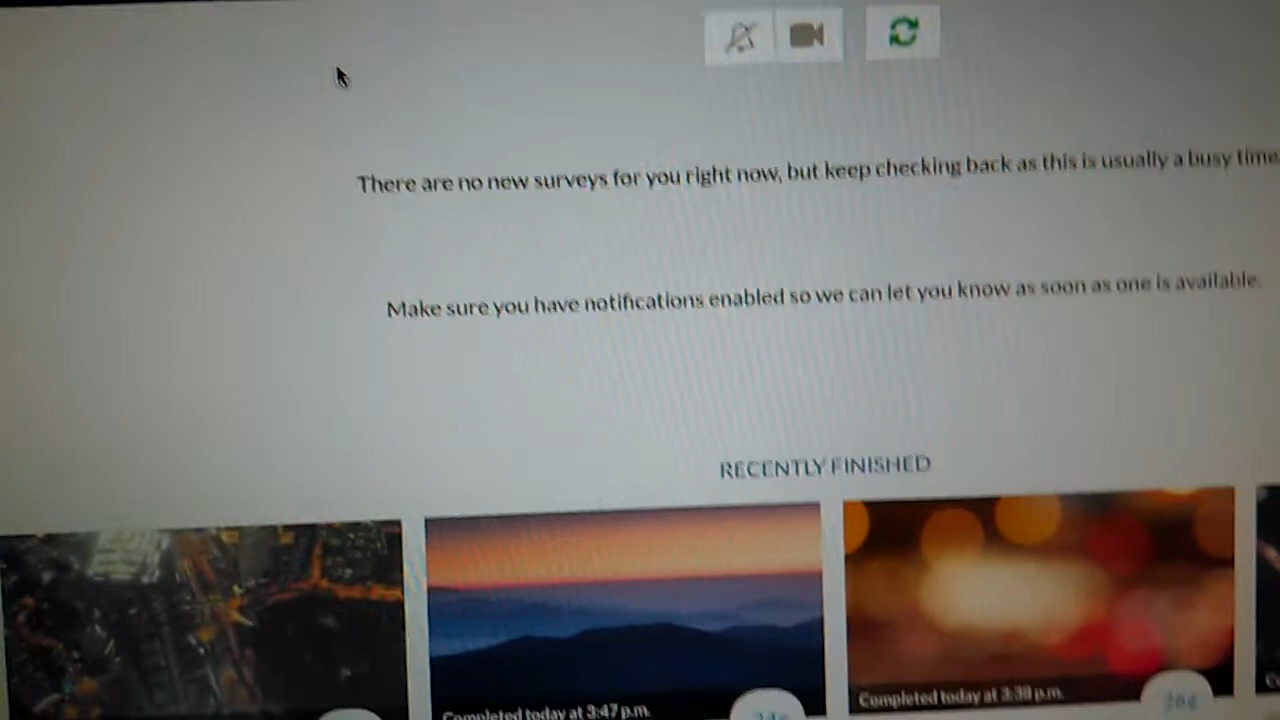 There are no new surveys for you right now, but keep checking back as this is usually a busy time
Make sure you have notifications enabled so we can let you know as soon as one is available.
RECENTLY FINISHED
Completed today at 3:47 p.m.
Completed today at 3:38 p.m.